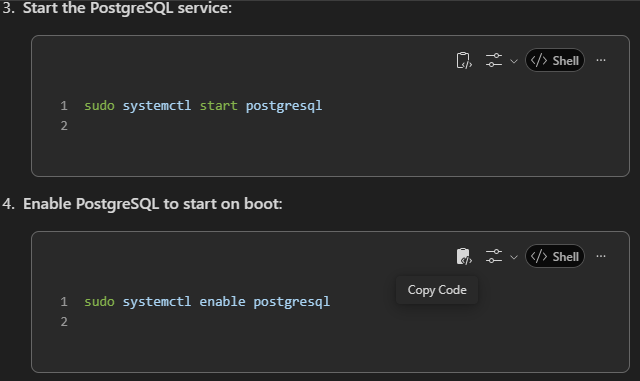 3. Start the PostgreSQL service:
</> Shell ...
1 sudo systemctl start postgresql
2
4. Enable PostgreSQL to start on boot:
</> Shell ...
Copy Code
1 sudo systemctl enable postgresql
2